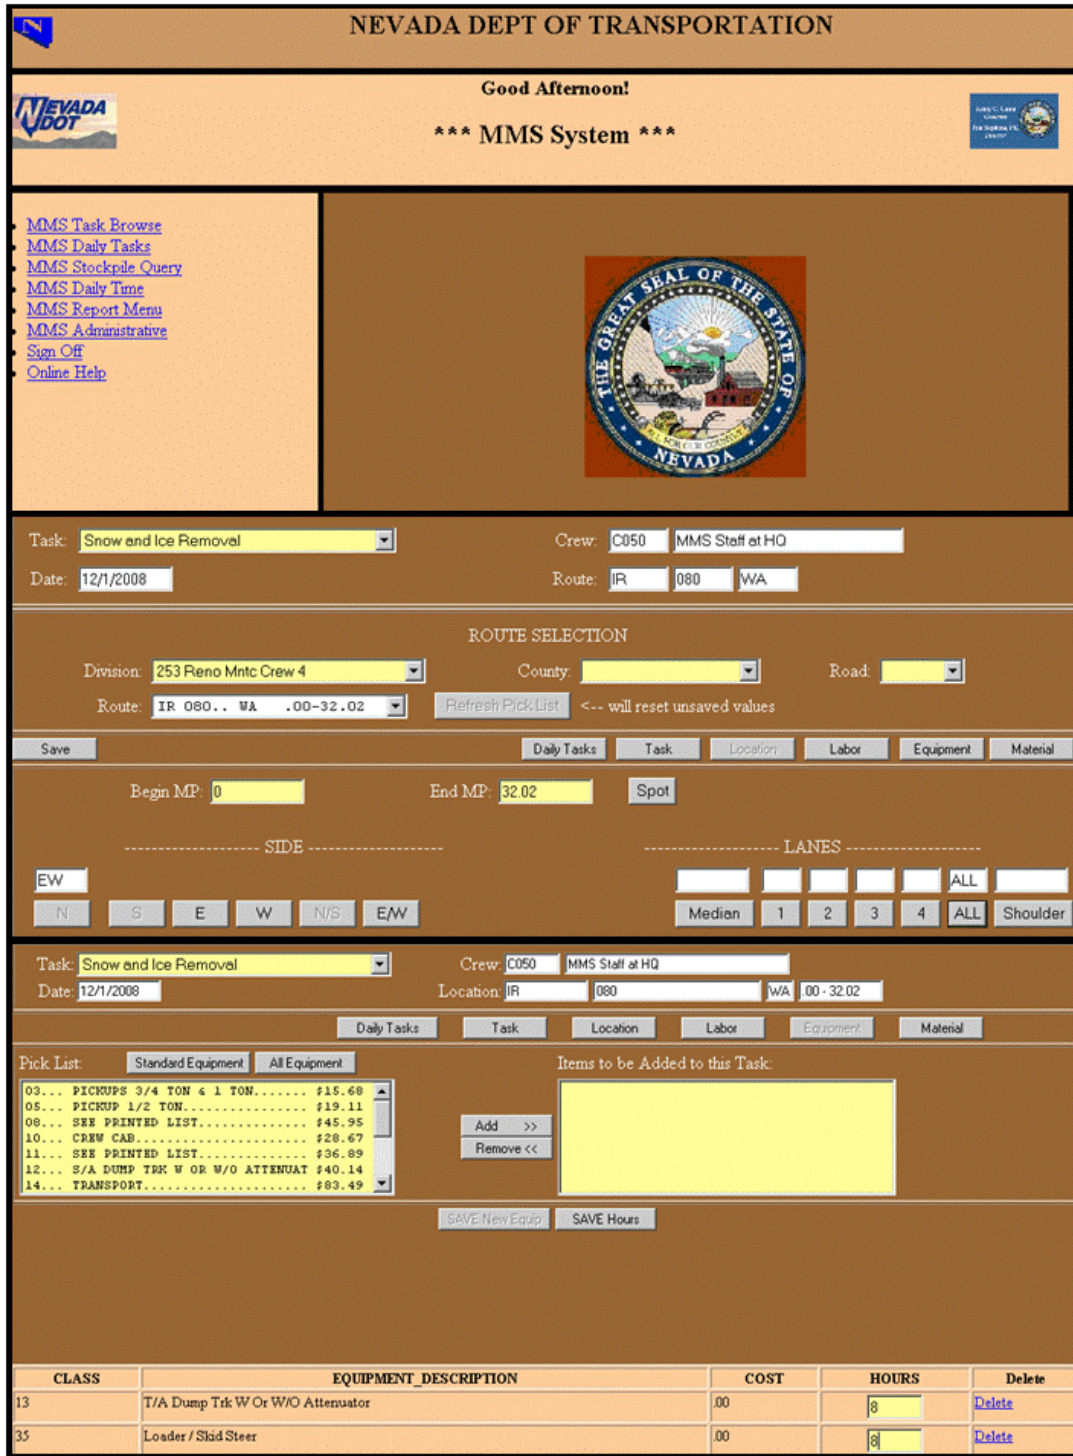 N
NEVADA DEPT OF TRANSPORTATION
Good Afternoon!
NEVADA
DOT
*** MMS System ***
MMS Task Browse
MMS Daily Tasks
MMS Stockpile Query
MMS Daily Time
MMS Report Menu
MMS Administrative
Sign Off
Online Help
THE GREAT SEAL OF THE STATE OF
ALL FOR OUR COUNTRY
NEVADA
Task: Snow and Ice Removal Crew: C050 MMS Staff at HQ
Date: 12/1/2008 Route: IR 080 WA
ROUTE SELECTION
Division: 253 Reno Mntc Crew 4 County: Road:
Route: IR 080.. WA .00-32.02 Refresh Pick List <-- will reset unsaved values
Save Daily Tasks Task Location Labor Equipment Material
Begin MP: 0 End MP: 32.02 Spot
------------------- SIDE ------------------- ------------------- LANES -------------------
EW ALL
N S E W N/S E/W Median 1 2 3 4 ALL Shoulder
Task: Snow and Ice Removal Crew: C050 MMS Staff at HQ
Date: 12/1/2008 Location: IR 080 WA .00 - 32.02
Daily Tasks Task Location Labor Equipment Material
Pick List: Standard Equipment All Equipment Items to be Added to this Task:
03... PICKUPS 3/4 TON & 1 TON....... $15.68
05... PICKUP 1/2 TON................ $19.11
08... SEE PRINTED LIST.............. $45.95
10... CREW CAB...................... $28.67
11... SEE PRINTED LIST.............. $36.89
12... S/A DUMP TRK W OR W/O ATTENUAT $40.14
14... TRANSPORT..................... $83.49
Add >>
Remove <<
SAVE New Equip SAVE Hours
CLASS EQUIPMENT_DESCRIPTION COST HOURS Delete
13 T/A Dump Trk W Or W/O Attenuator .00 8 Delete
35 Loader / Skid Steer .00 8 Delete